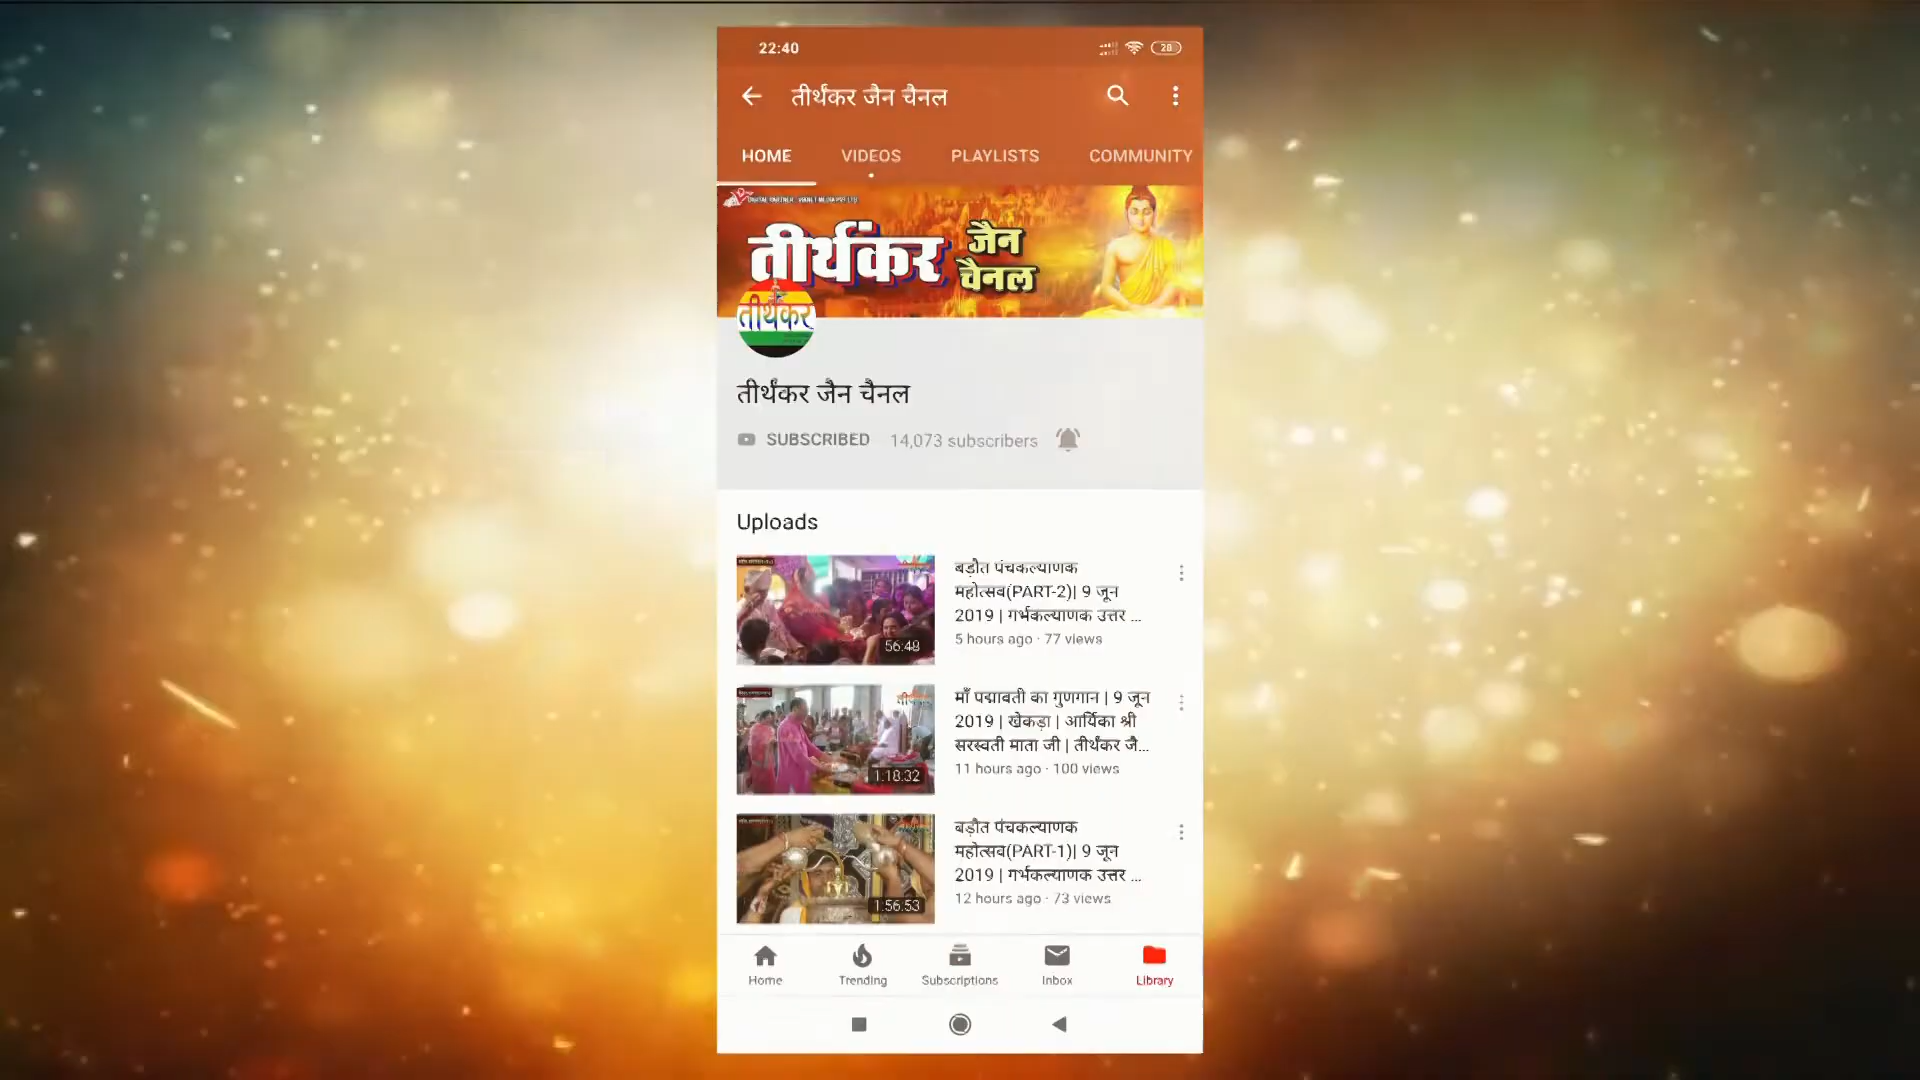 22:40
28
तीर्थंकर जैन चैनल
HOME
VIDEOS
PLAYLISTS
COMMUNITY
तीर्थंकर जैन
चैनल
तीर्थंकर
तीर्थंकर जैन चैनल
SUBSCRIBED 14,073 subscribers
Uploads
बड़ौत पंचकल्याणक
महोत्सव(PART-2)| 9 जून
2019 | गर्भकल्याणक उत्तर ...
5 hours ago · 77 views
56:48
माँ पद्मावती का गुणगान | 9 जून
2019 | खेकड़ा | आर्यिका श्री
सरस्वती माता जी | तीर्थंकर जै...
11 hours ago · 100 views
1:18:32
बड़ौत पंचकल्याणक
महोत्सव(PART-1)| 9 जून
2019 | गर्भकल्याणक उत्तर ...
12 hours ago · 73 views
1:56:53
Home
Trending
Subscriptions
Inbox
Library